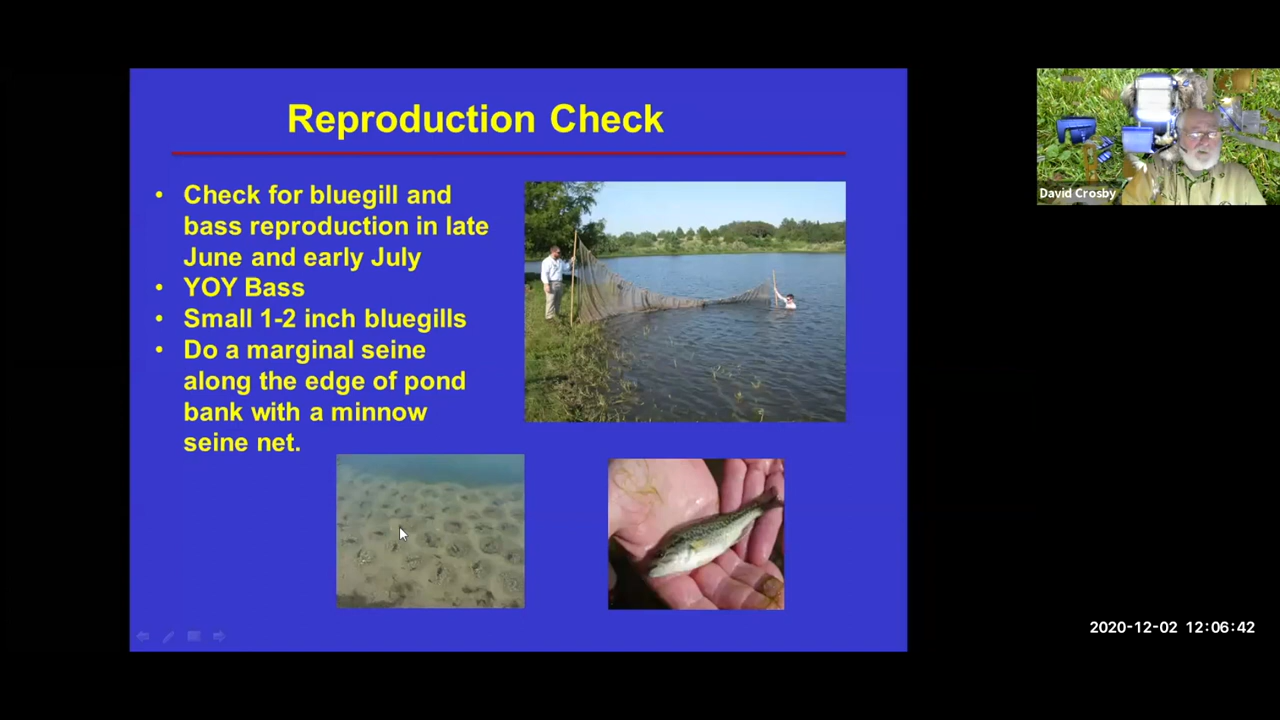 Reproduction Check
• Check for bluegill and
bass reproduction in late
June and early July
• YOY Bass
• Small 1-2 inch bluegills
• Do a marginal seine
along the edge of pond
bank with a minnow
seine net.
David Crosby
2020-12-02 12:06:42